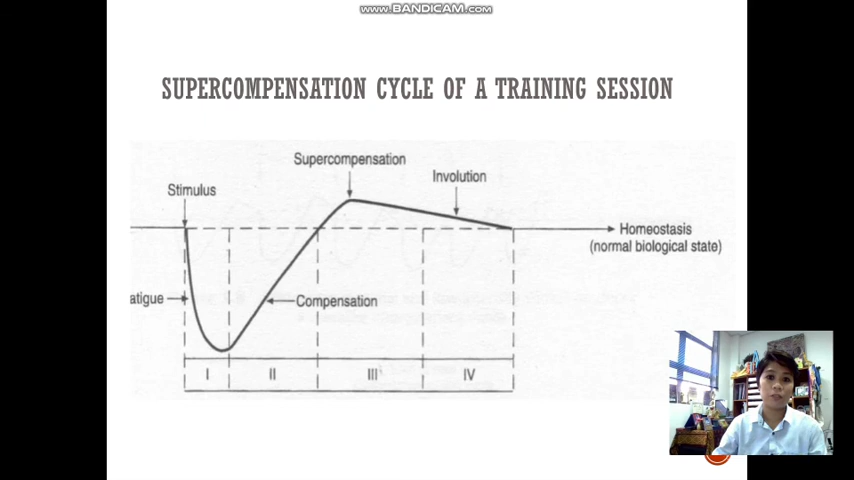 www.BANDICAM.com
SUPERCOMPENSATION CYCLE OF A TRAINING SESSION
Supercompensation
Involution
Stimulus
Homeostasis
(normal biological state)
atigue
Compensation
I II III IV